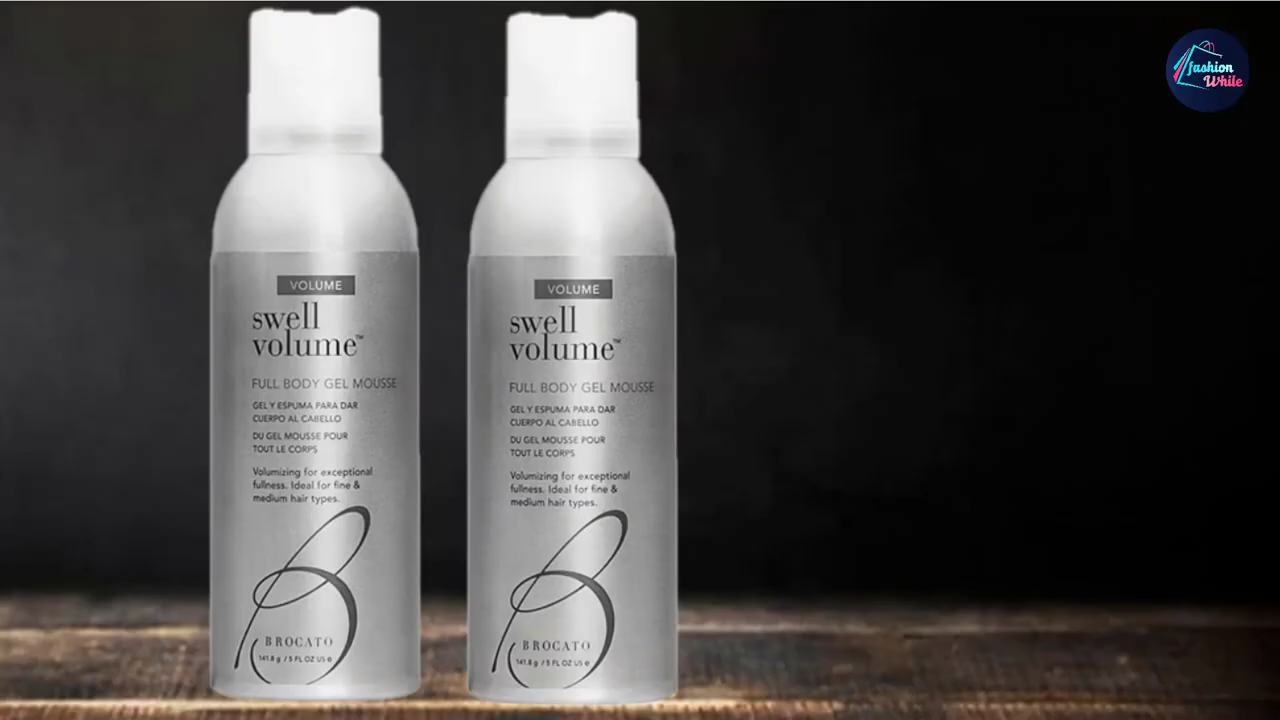 fashion
While
VOLUME
swell
volume™
FULL BODY GEL MOUSSE
GEL Y ESPUMA PARA DAR
CUERPO AL CABELLO
DU GEL MOUSSE POUR
TOUT LE CORPS
Volumizing for exceptional
fullness. Ideal for fine &
medium hair types.
BROCATO
141.8 g / 5 FL OZ US e
VOLUME
swell
volume™
FULL BODY GEL MOUSSE
GEL Y ESPUMA PARA DAR
CUERPO AL CABELLO
DU GEL MOUSSE POUR
TOUT LE CORPS
Volumizing for exceptional
fullness. Ideal for fine &
medium hair types.
BROCATO
141.8 g / 5 FL OZ US e